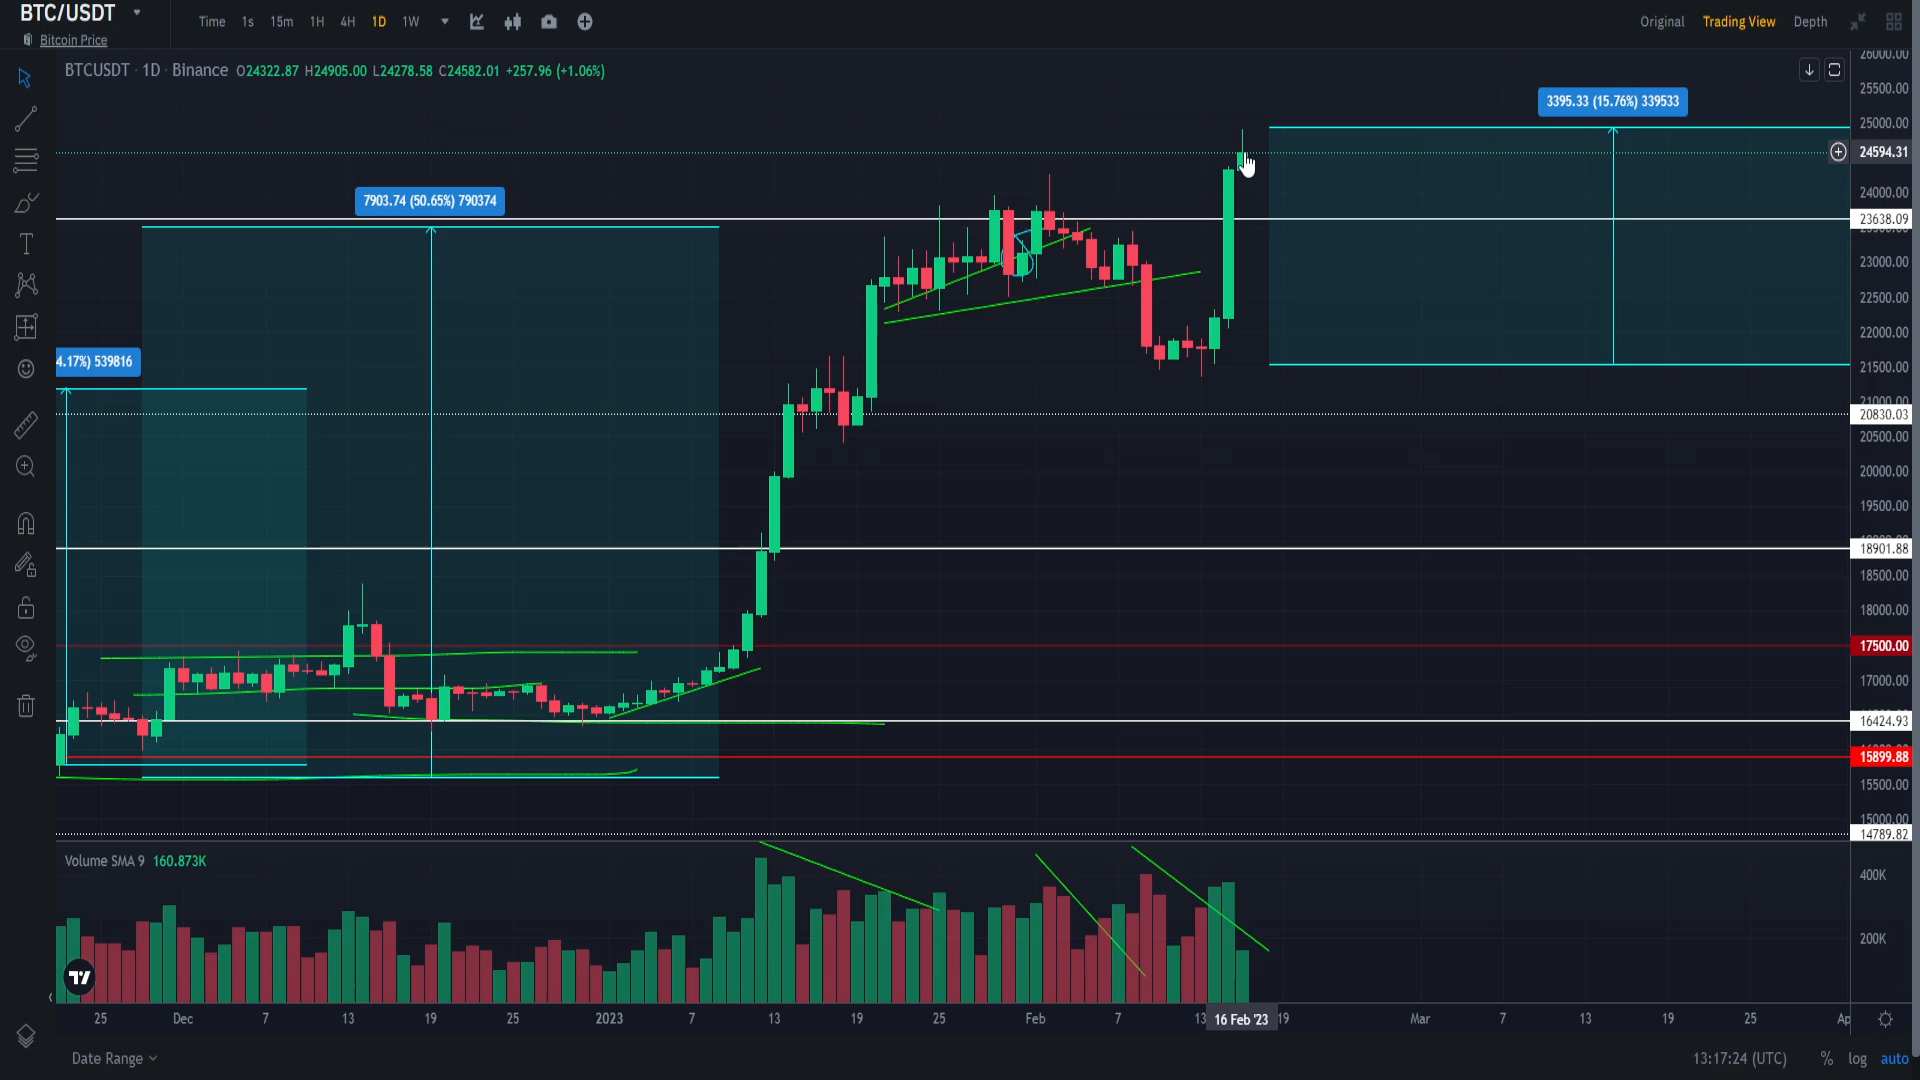 BTC/USDT
Bitcoin Price
Time 1s 15m 1H 4H 1D 1W
Original Trading View Depth
BTCUSDT · 1D · Binance O24322.87 H24905.00 L24278.58 C24582.01 +257.96 (+1.06%)
3395.33 (15.76%) 339533
7903.74 (50.65%) 790374
4.17%) 539816
26000.00
25500.00
25000.00
24594.31
24000.00
23638.09
23000.00
22500.00
22000.00
21500.00
21000.00
20830.03
20500.00
20000.00
19500.00
18901.88
18500.00
18000.00
17500.00
17000.00
16424.93
15899.88
15500.00
15000.00
14789.82
Volume SMA 9 160.873K
400K
200K
25 Dec 7 13 19 25 2023 7 13 19 25 Feb 7 13 16 Feb '23 19 Mar 7 13 19 25 Ap
Date Range
13:17:24 (UTC) % log auto